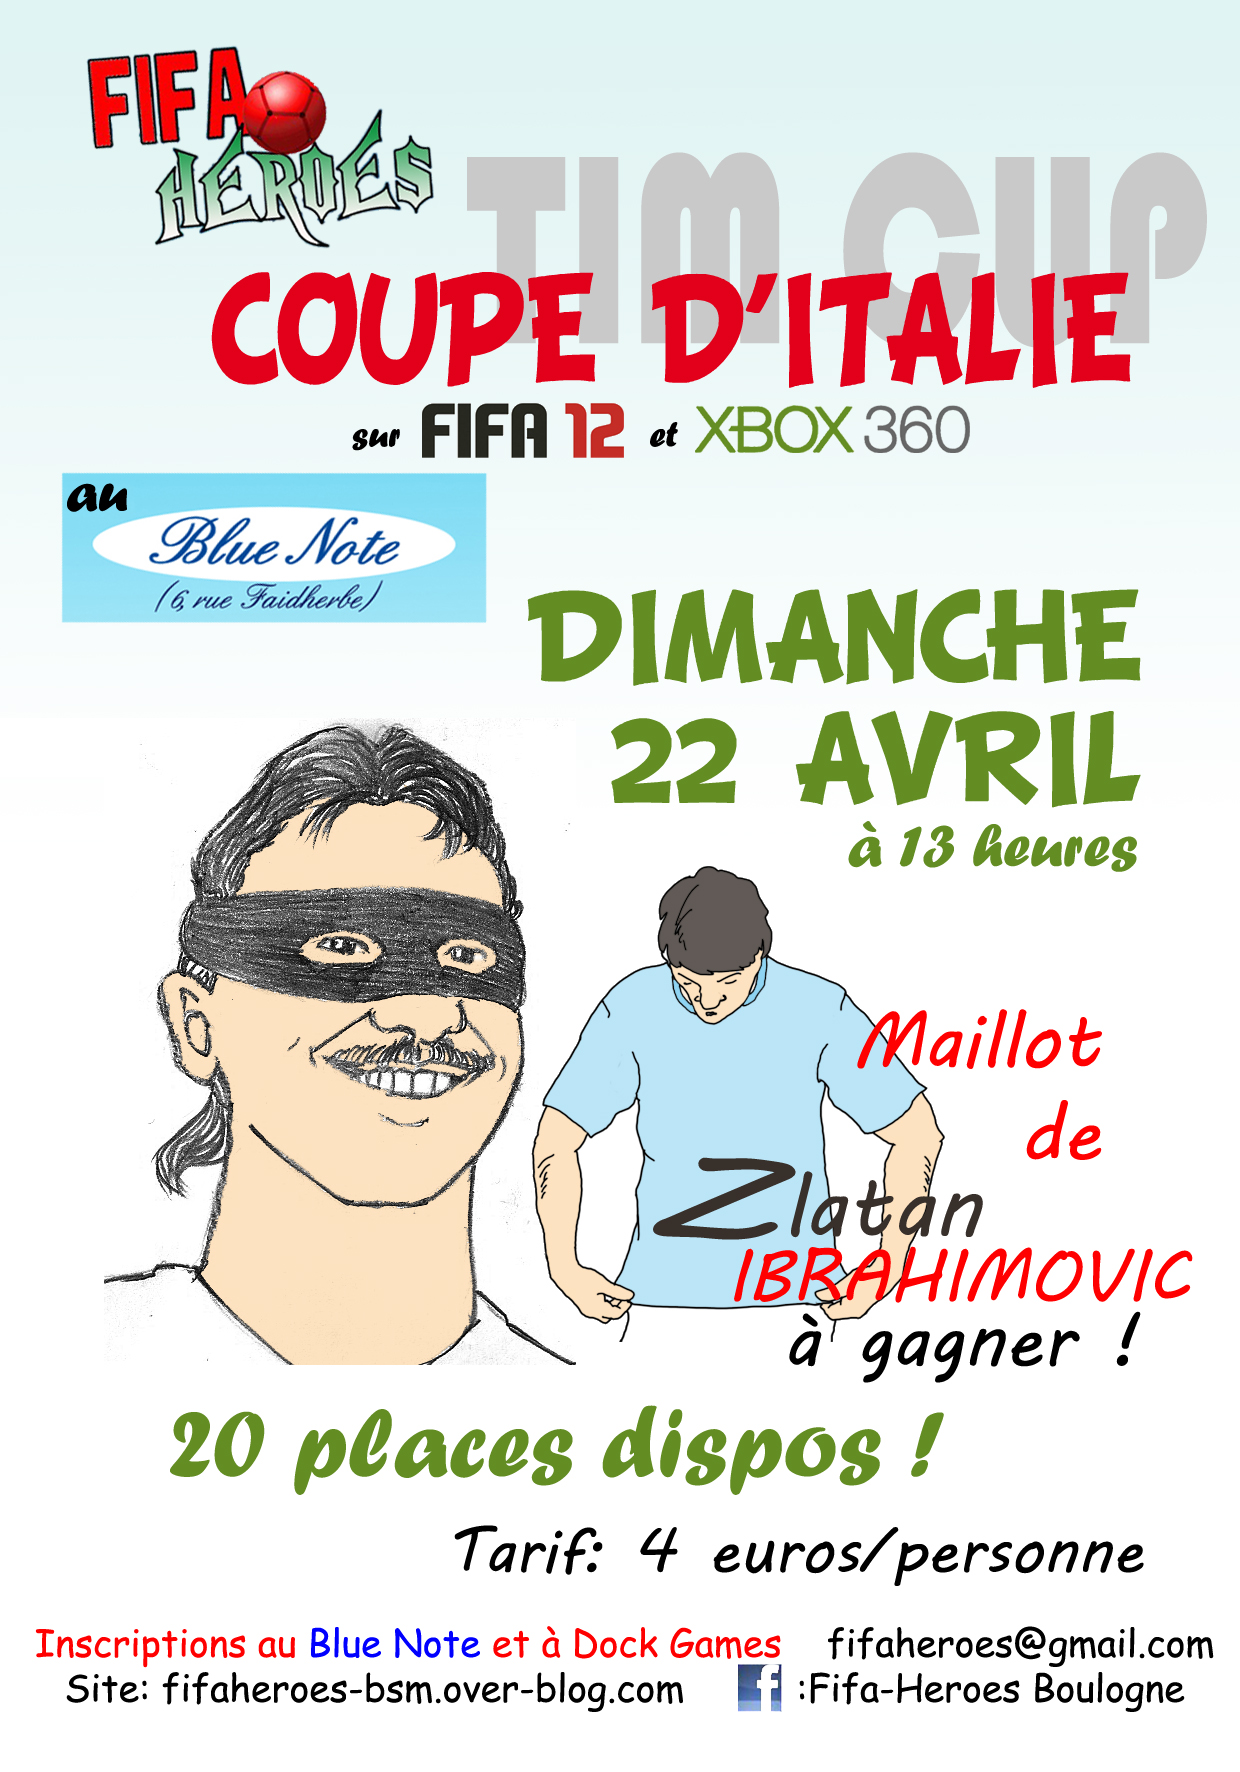 FIFA
HEROES
TIM CUP
COUPE D'ITALIE
sur FIFA 12 et XBOX 360
au
Blue Note
(6, rue Faidherbe)
DIMANCHE
22 AVRIL
à 13 heures
Maillot
de
Zlatan
IBRAHIMOVIC
à gagner !
20 places dispos !
Tarif: 4 euros/personne
Inscriptions au Blue Note et à Dock Games fifaheroes@gmail.com
Site: fifaheroes-bsm.over-blog.com f :Fifa-Heroes Boulogne